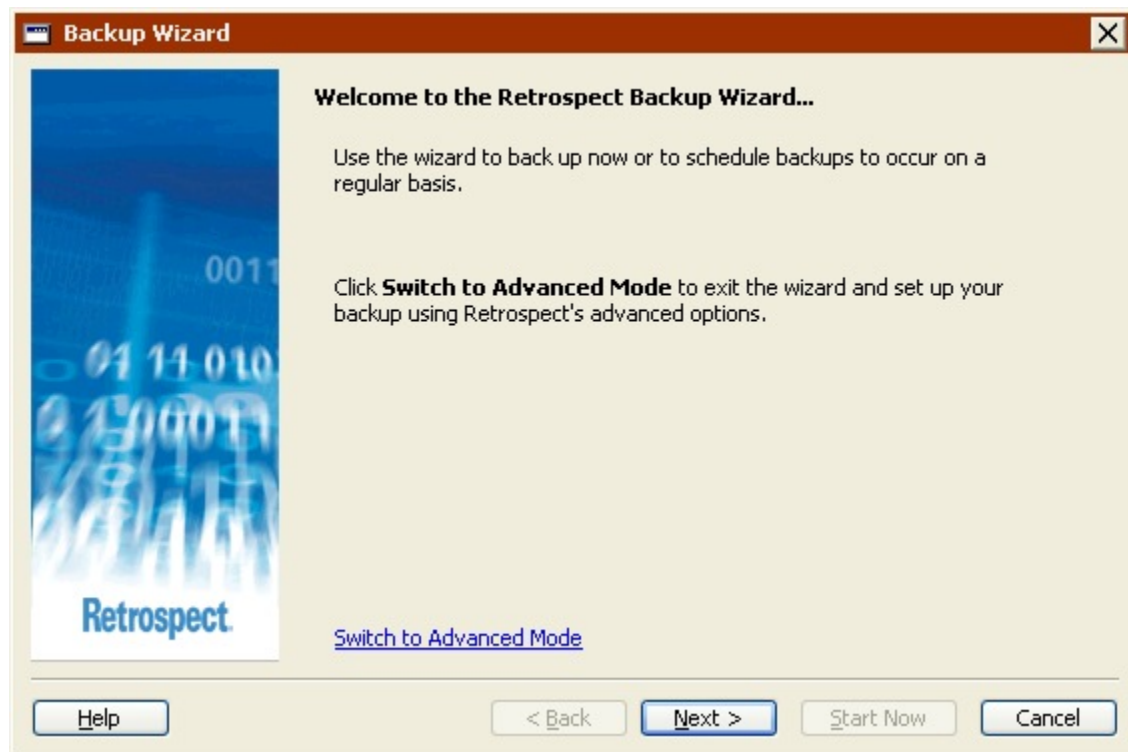 Backup Wizard
Welcome to the Retrospect Backup Wizard...
Use the wizard to back up now or to schedule backups to occur on a
regular basis.
Click Switch to Advanced Mode to exit the wizard and set up your
backup using Retrospect's advanced options.
0011
01 11 010
0 1 00011
Retrospect.
Switch to Advanced Mode
Help
< Back
Next >
Start Now
Cancel